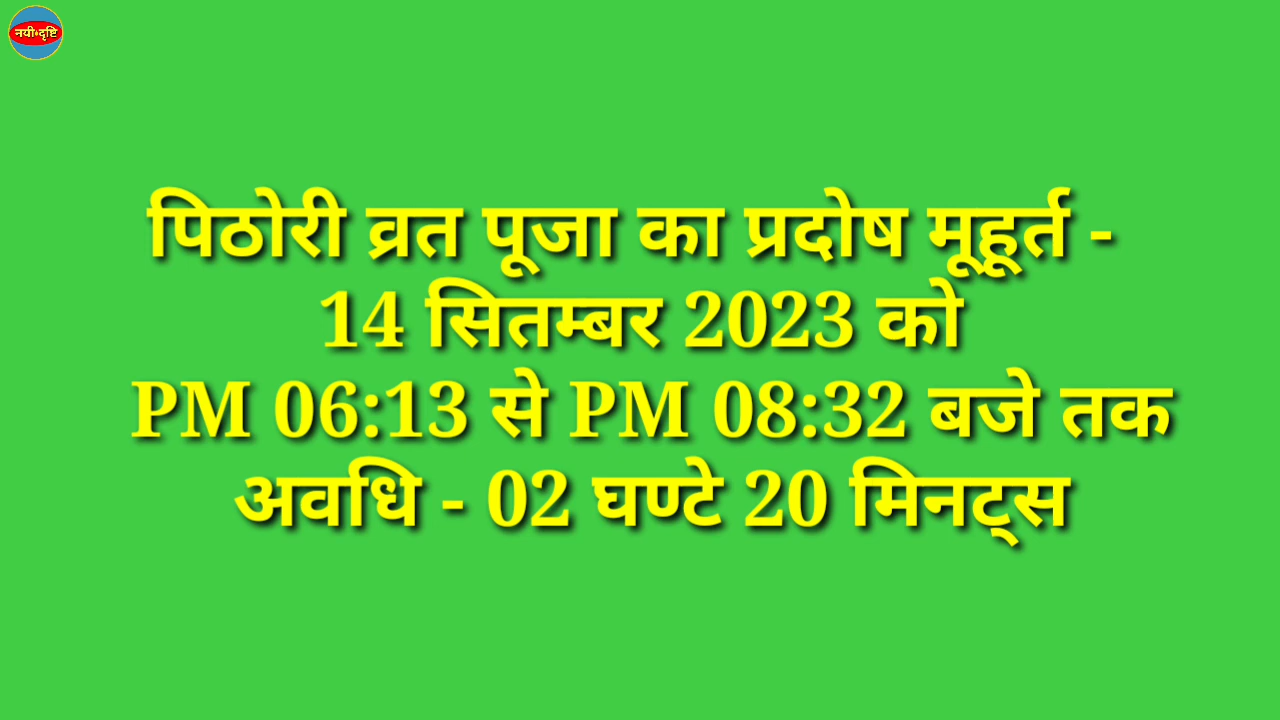 नयी•दृष्टि
पिठोरी व्रत पूजा का प्रदोष मूहूर्त -
14 सितम्बर 2023 को
PM 06:13 से PM 08:32 बजे तक
अवधि - 02 घण्टे 20 मिनट्स